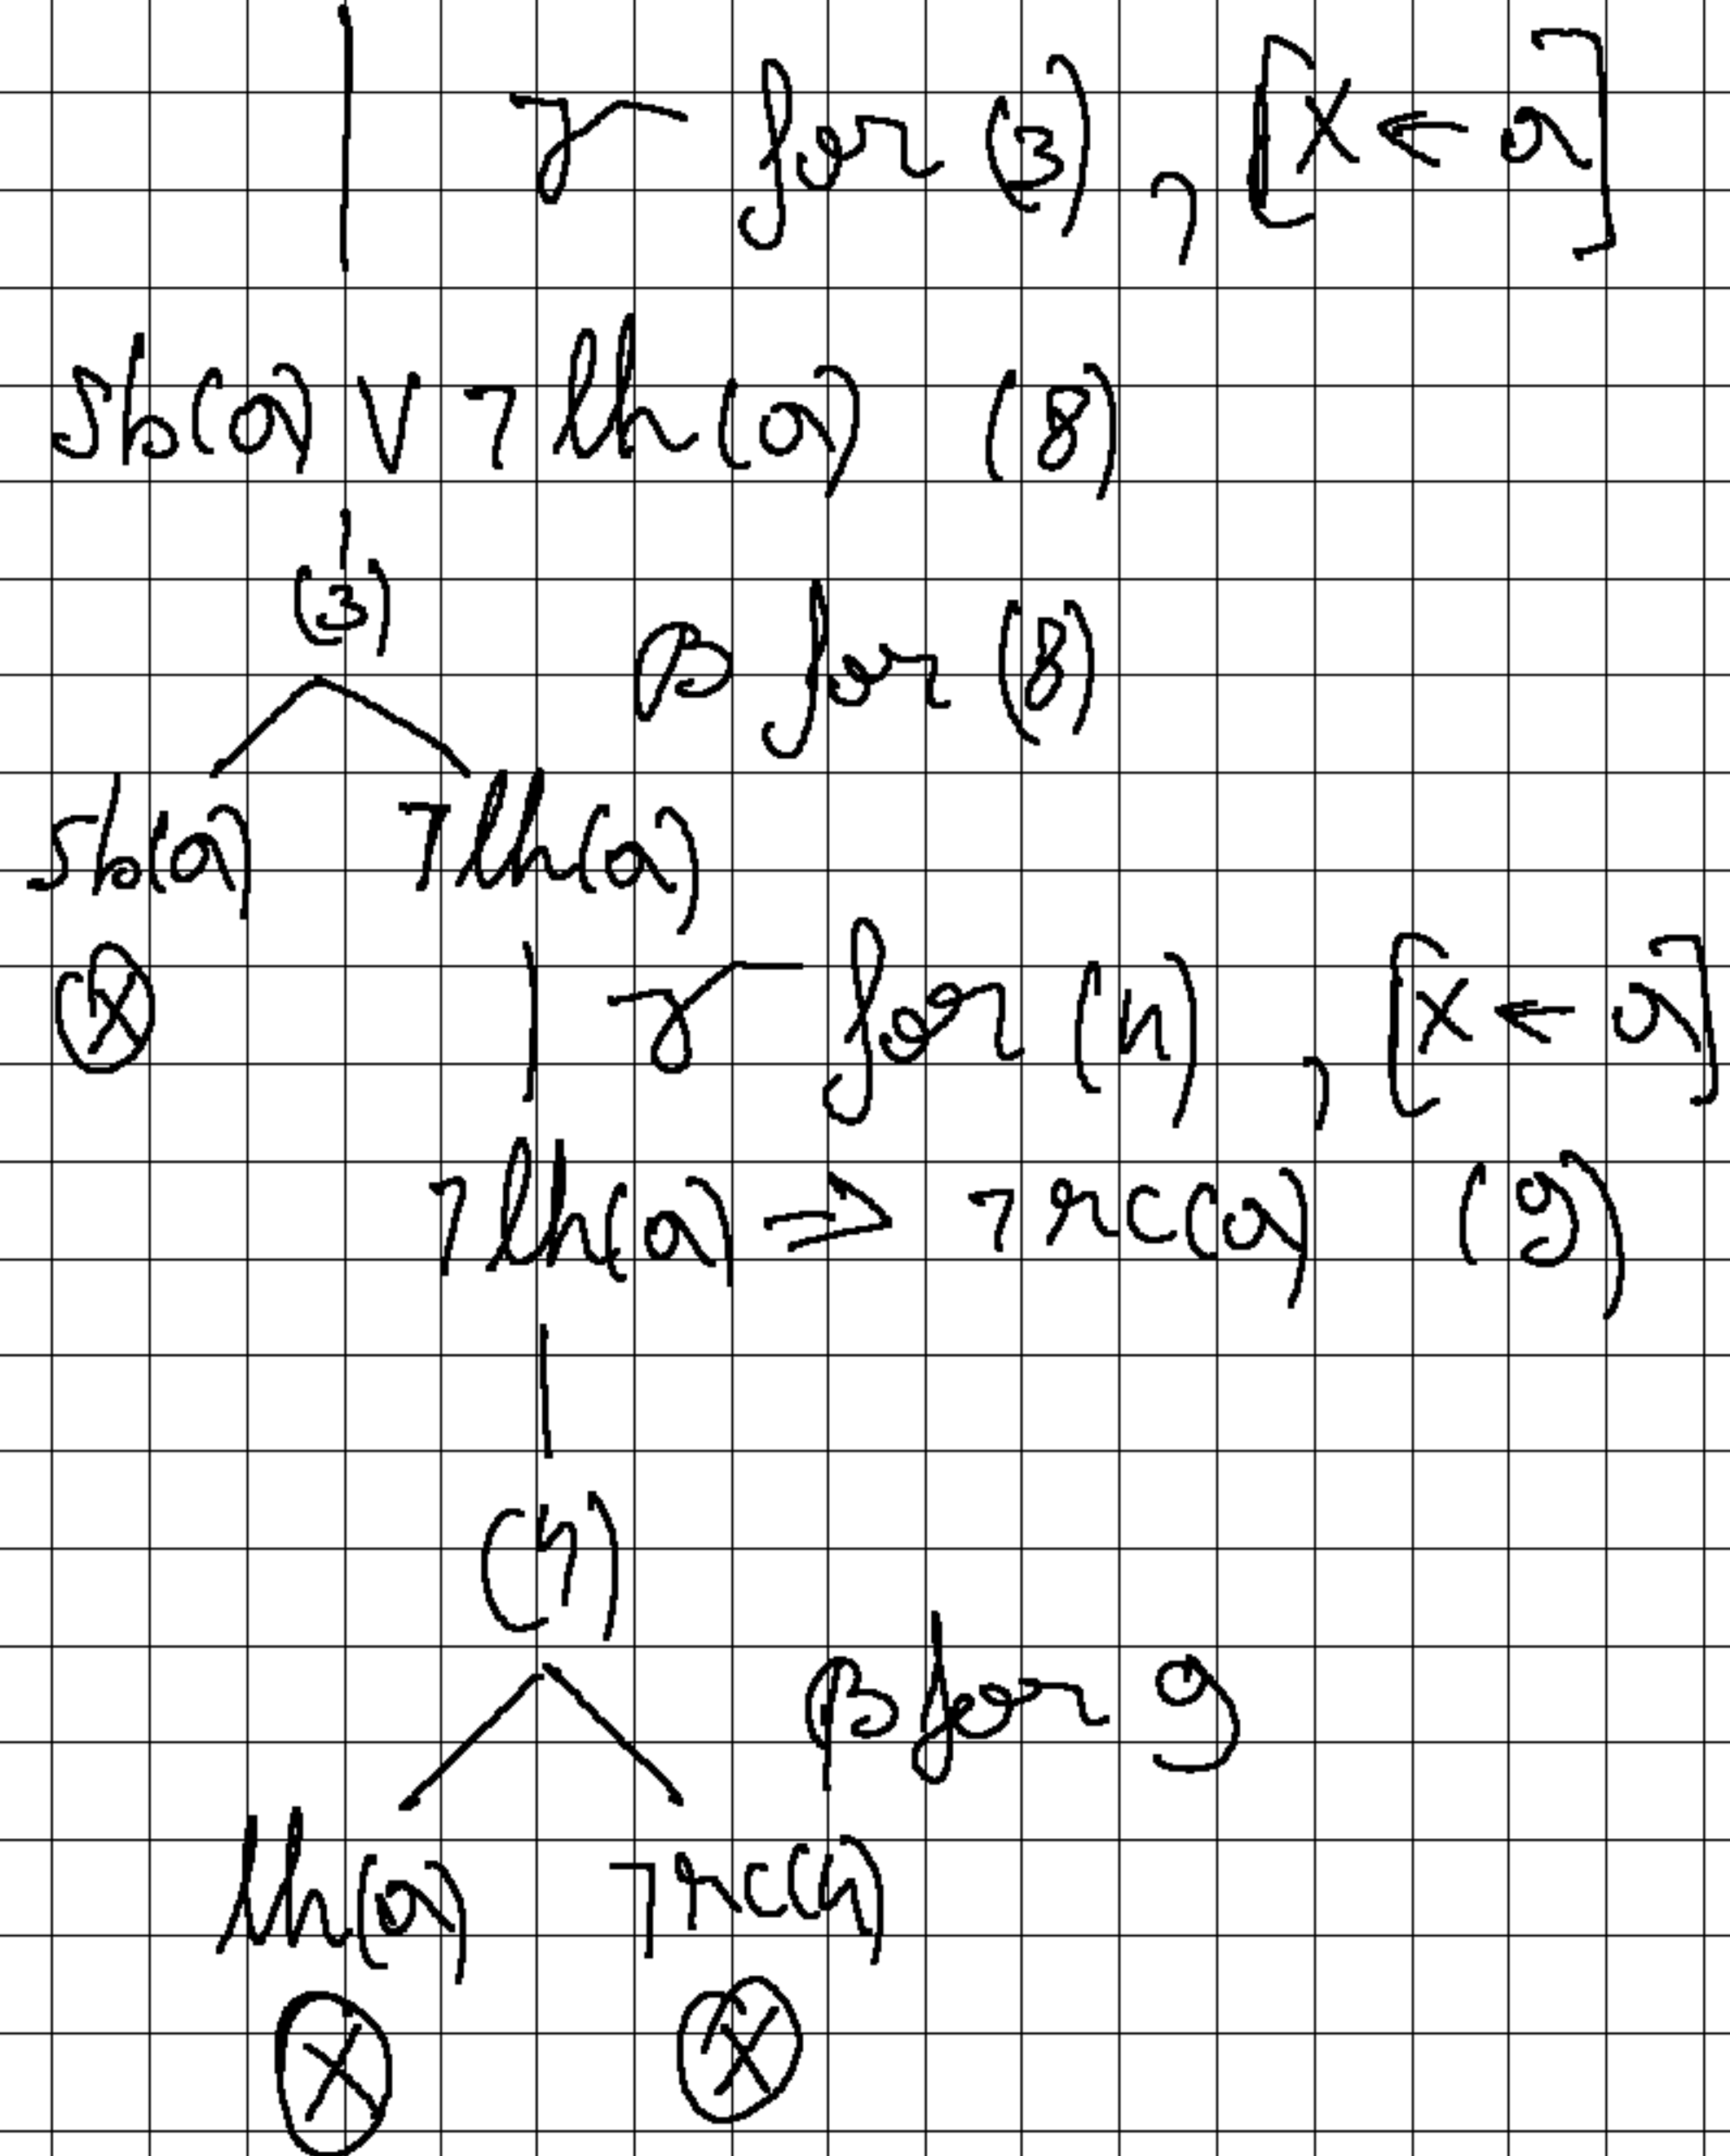 γ for (3), [x ← a]
sb(a) ∨ ¬lh(a) (8)
(3)
β for (8)
sb(a) ¬lh(a)
⊗
γ for (4), [x ← a]
¬lh(a) ⇒ ¬rc(a) (9)
(4)
β for 9
lh(a) ¬rc(a)
⊗ ⊗